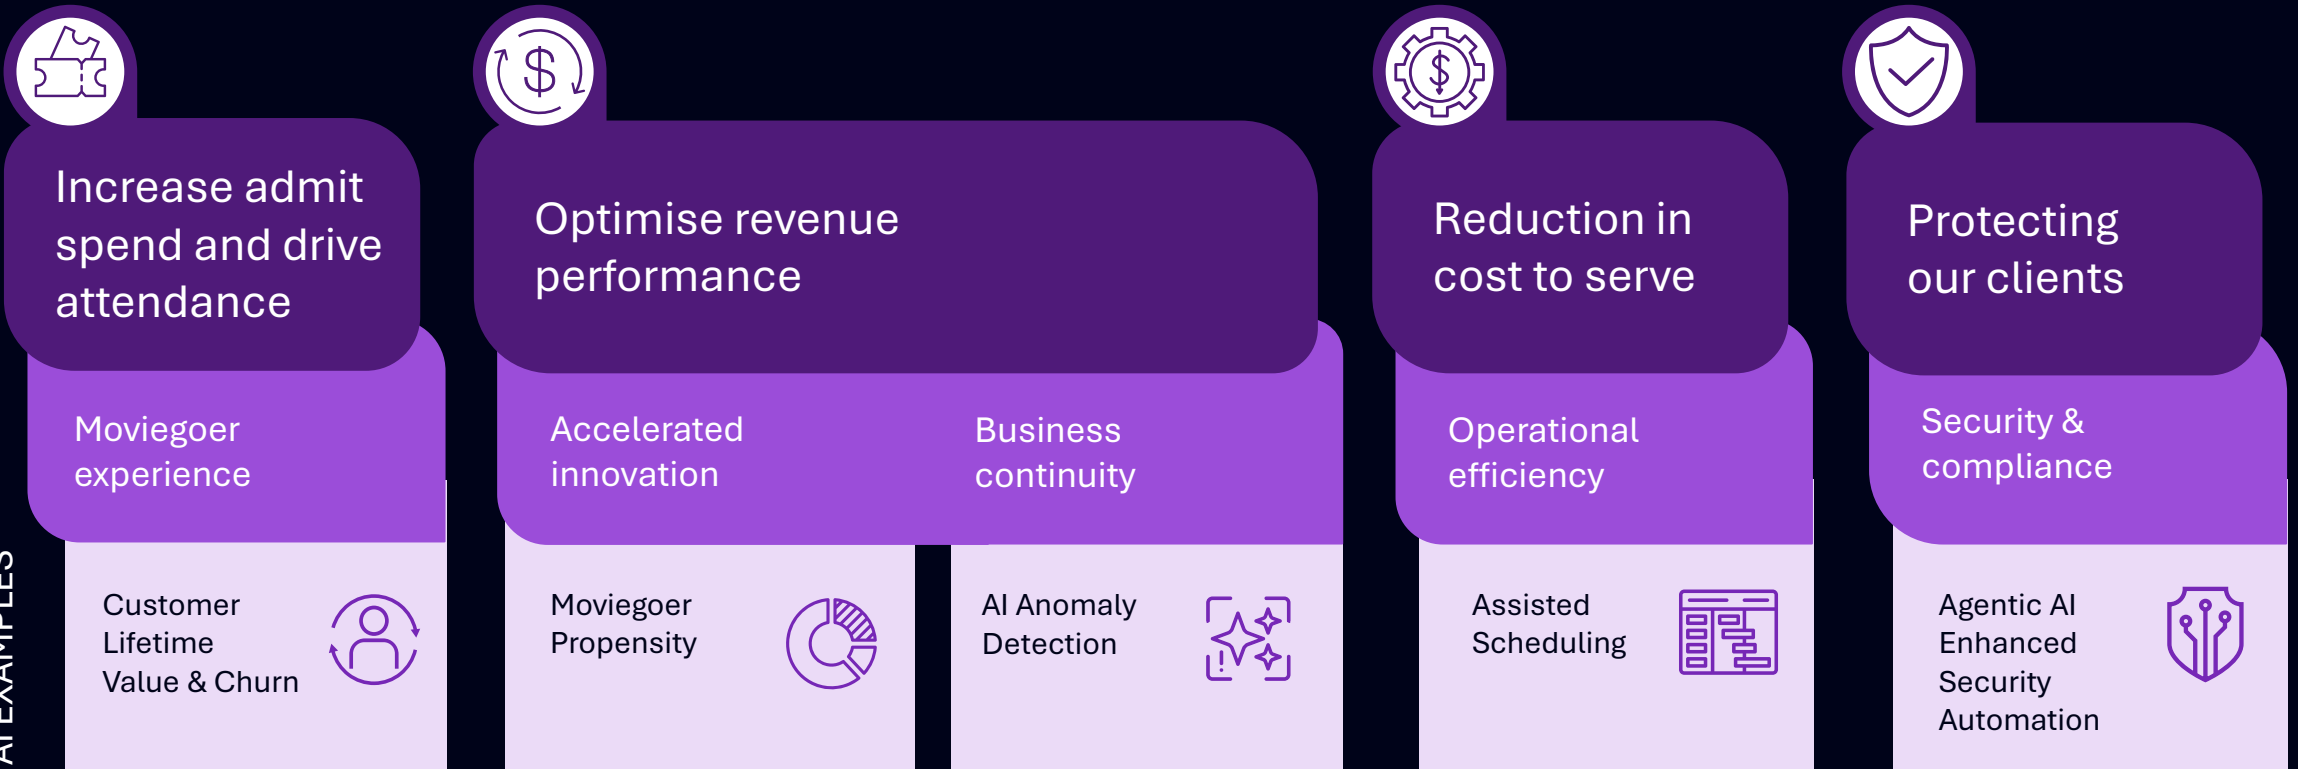 Increase admit
spend and drive
attendance
Optimise revenue
performance
Reduction in
cost to serve
Protecting
our clients
Moviegoer
experience
Accelerated
innovation
Business
continuity
Operational
efficiency
Security &
compliance
AI EXAMPLES
Customer
Lifetime
Value & Churn
Moviegoer
Propensity
AI Anomaly
Detection
Assisted
Scheduling
Agentic AI
Enhanced
Security
Automation